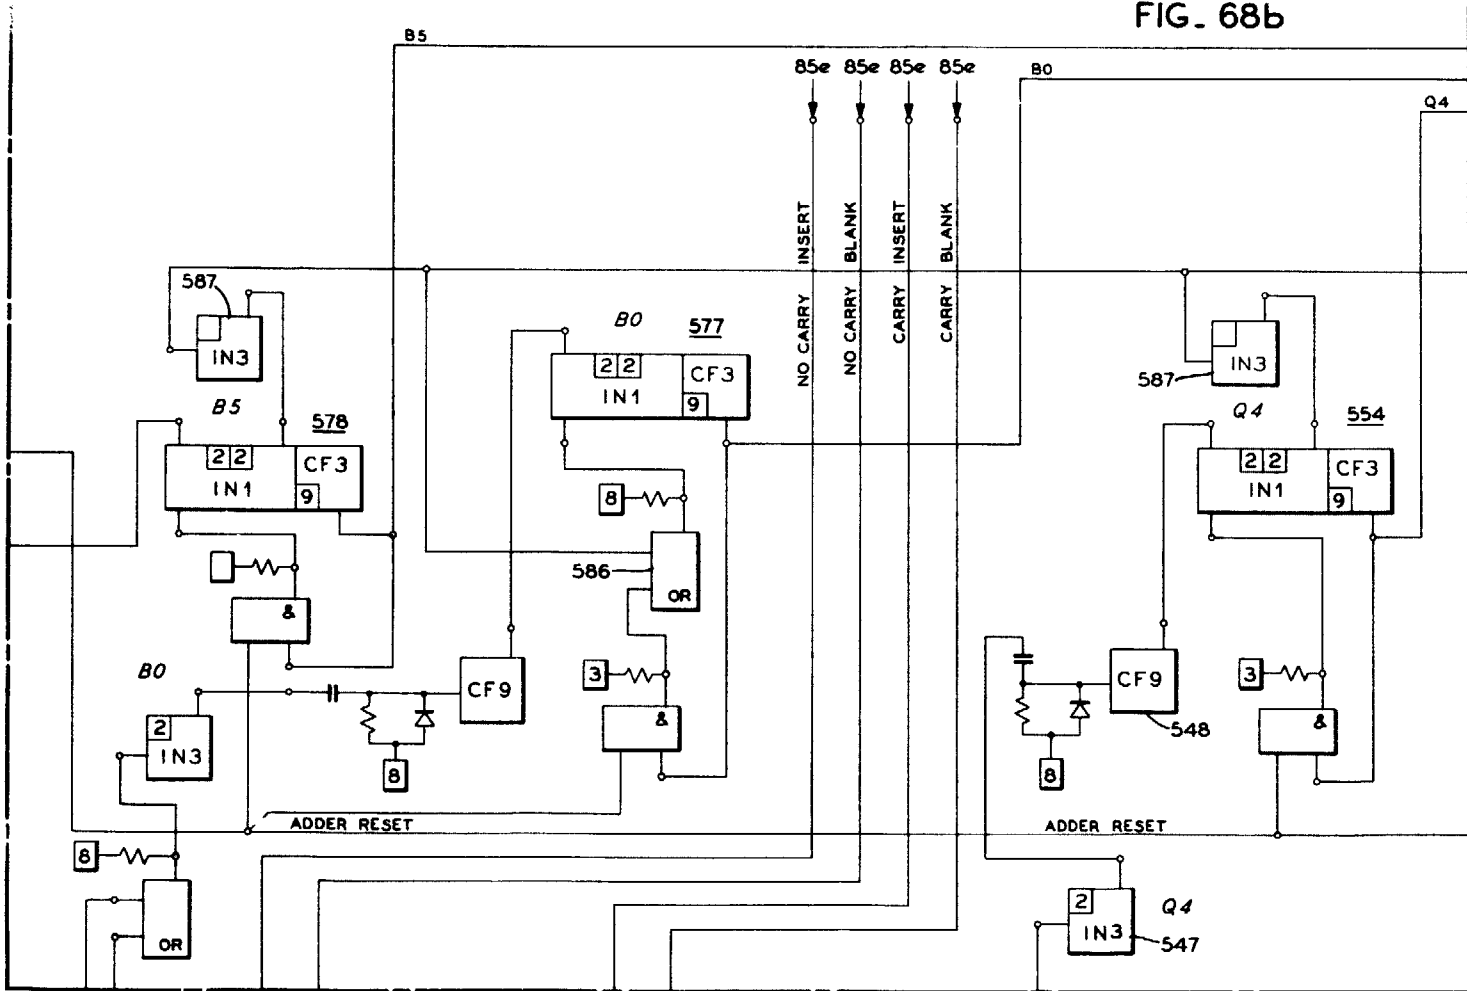 FIG_ 68b
B5
85e 85e 85e 85e
B0
Q4
NO CARRY INSERT
NO CARRY BLANK
CARRY INSERT
CARRY BLANK
587
IN3
B0 577
2 2 CF3
IN1 9
587
IN3
B5 578
2 2 CF3
IN1 9
Q4 554
2 2 CF3
IN1 9
8
586
OR
&
B0
2
IN3
CF9
8
3
&
CF9
548
8
3
&
ADDER RESET
ADDER RESET
8
OR
2
IN3
Q4
547